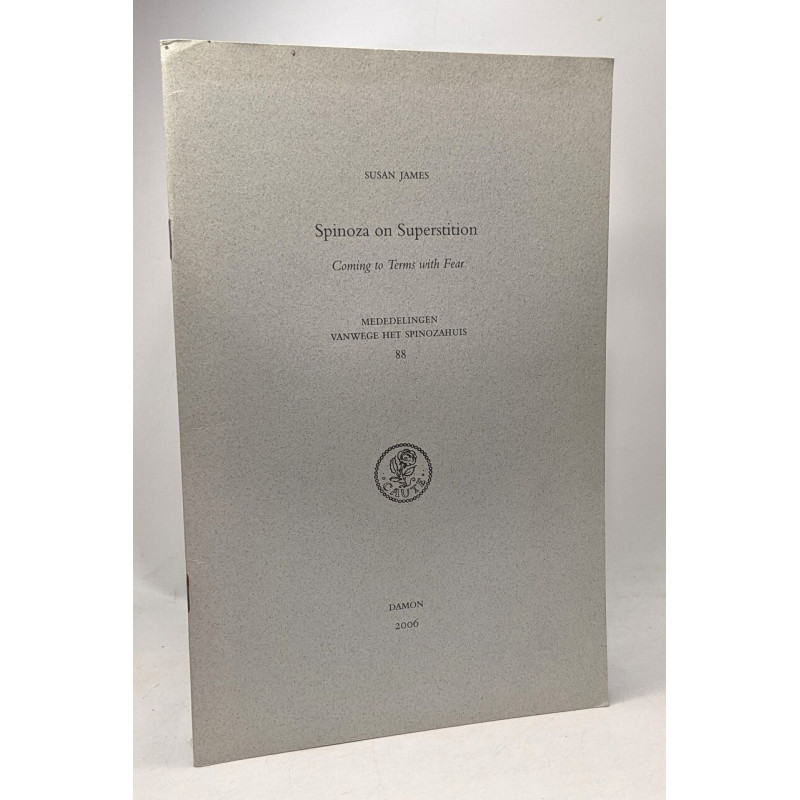 SUSAN JAMES
Spinoza on Superstition
Coming to Terms with Fear
MEDEDELINGEN
VANWEGE HET SPINOZAHUIS
88
CAUTE
DAMON
2006